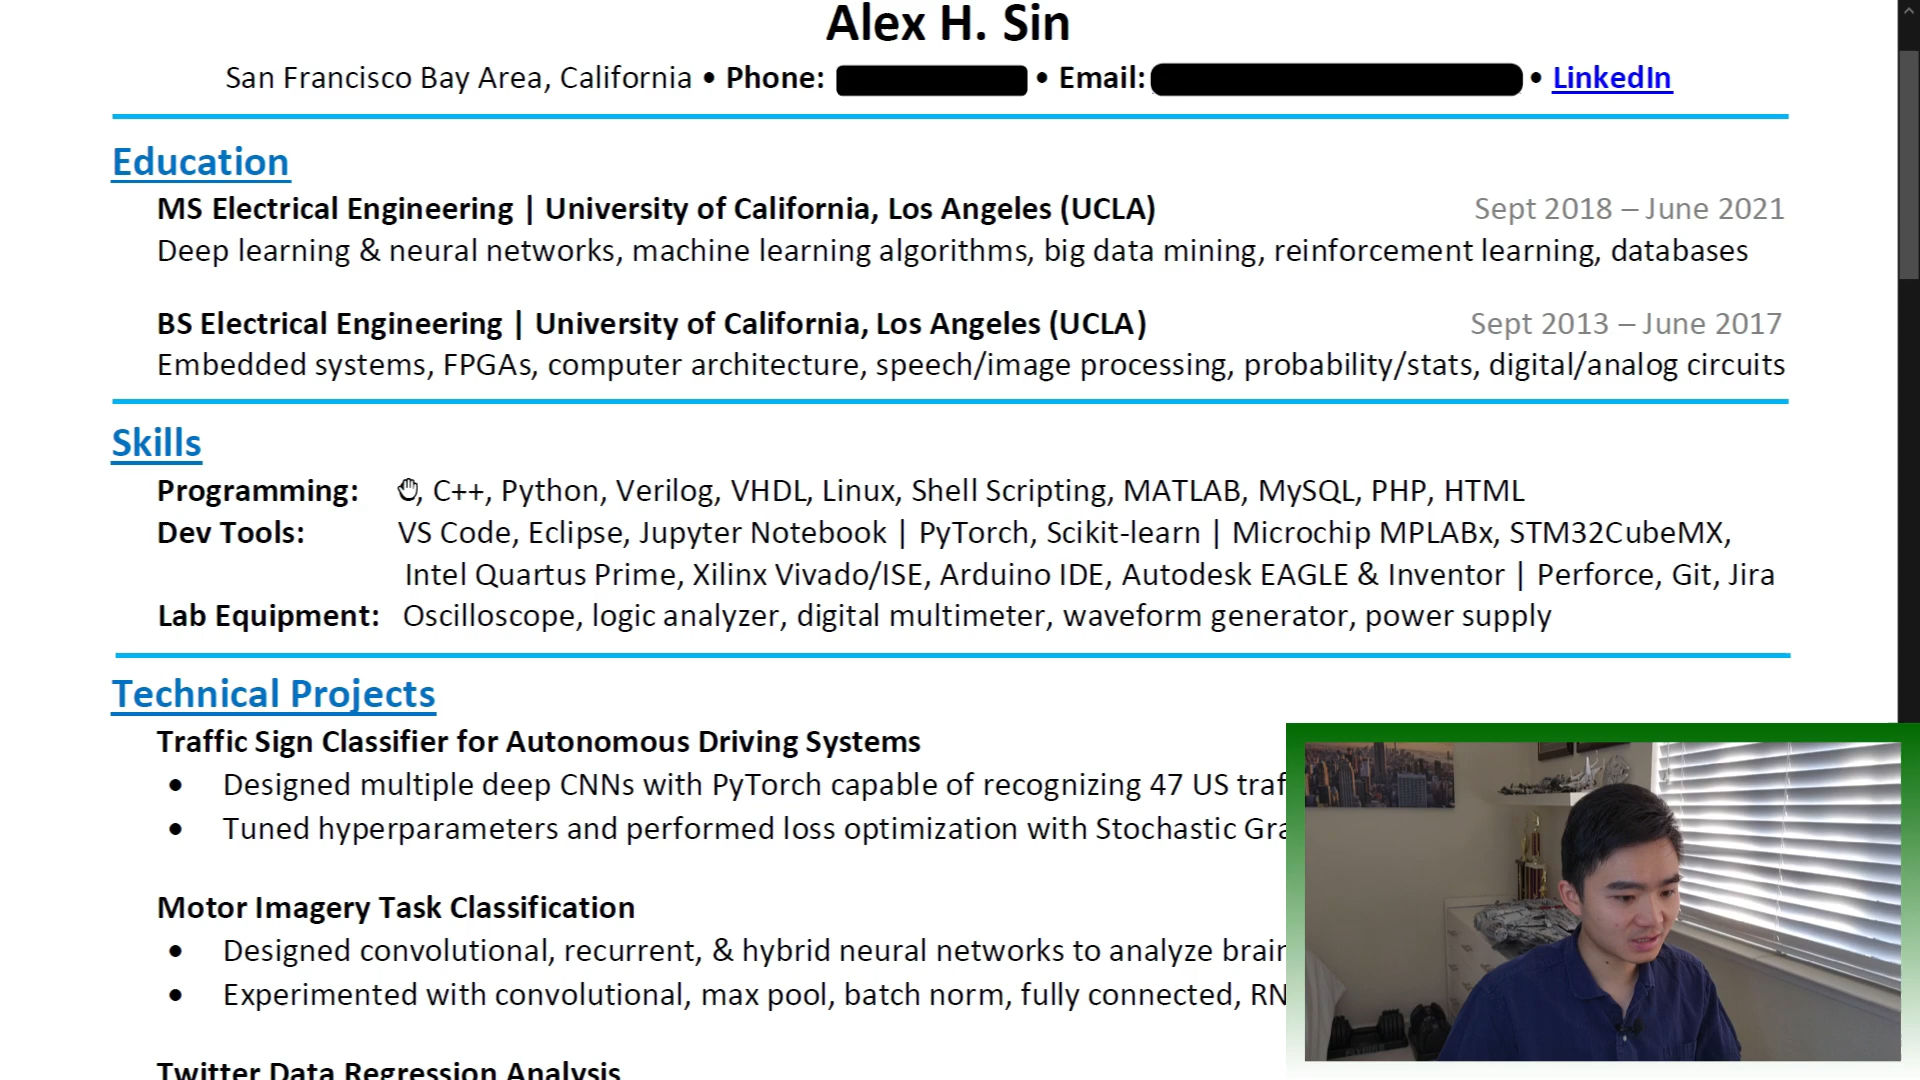 Alex H. Sin
San Francisco Bay Area, California • Phone: • Email: • LinkedIn
Education
MS Electrical Engineering | University of California, Los Angeles (UCLA) Sept 2018 – June 2021
Deep learning & neural networks, machine learning algorithms, big data mining, reinforcement learning, databases
BS Electrical Engineering | University of California, Los Angeles (UCLA) Sept 2013 – June 2017
Embedded systems, FPGAs, computer architecture, speech/image processing, probability/stats, digital/analog circuits
Skills
Programming: , C++, Python, Verilog, VHDL, Linux, Shell Scripting, MATLAB, MySQL, PHP, HTML
Dev Tools: VS Code, Eclipse, Jupyter Notebook | PyTorch, Scikit-learn | Microchip MPLABx, STM32CubeMX,
Intel Quartus Prime, Xilinx Vivado/ISE, Arduino IDE, Autodesk EAGLE & Inventor | Perforce, Git, Jira
Lab Equipment: Oscilloscope, logic analyzer, digital multimeter, waveform generator, power supply
Technical Projects
Traffic Sign Classifier for Autonomous Driving Systems
• Designed multiple deep CNNs with PyTorch capable of recognizing 47 US traf
• Tuned hyperparameters and performed loss optimization with Stochastic Gra
Motor Imagery Task Classification
• Designed convolutional, recurrent, & hybrid neural networks to analyze brain
• Experimented with convolutional, max pool, batch norm, fully connected, RN
Twitter Data Regression Analysis